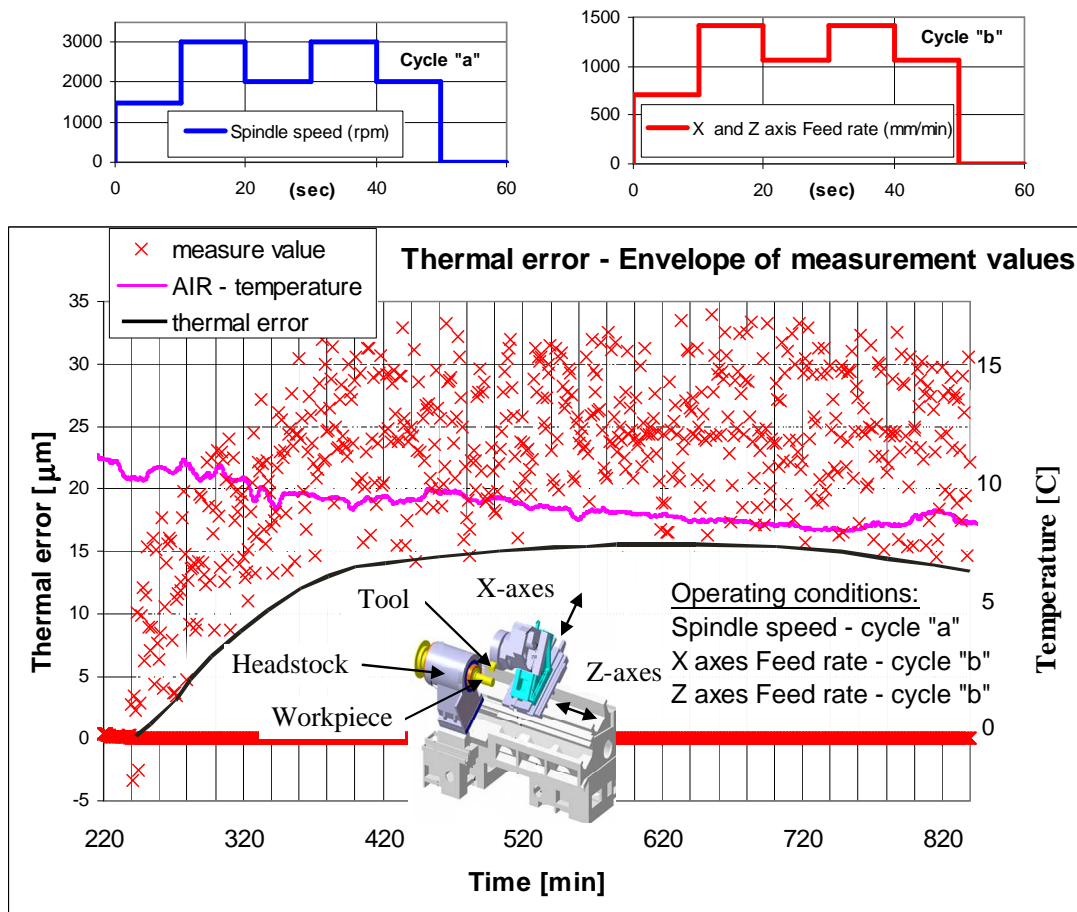 3000
2000
1000
0
Cycle "a"
Spindle speed (rpm)
0
20
40
60
(sec)
1500
1000
500
0
Cycle "b"
X and Z axis Feed rate (mm/min)
0
20
40
60
(sec)
measure value
AIR - temperature
thermal error
Thermal error - Envelope of measurement values
35
30
25
20
15
10
5
0
-5
Thermal error [μm]
15
10
5
0
Temperature [C]
Tool
X-axes
Headstock
Z-axes
Workpiece
Operating conditions:
Spindle speed - cycle "a"
X axes Feed rate - cycle "b"
Z axes Feed rate - cycle "b"
220
320
420
520
620
720
820
Time [min]